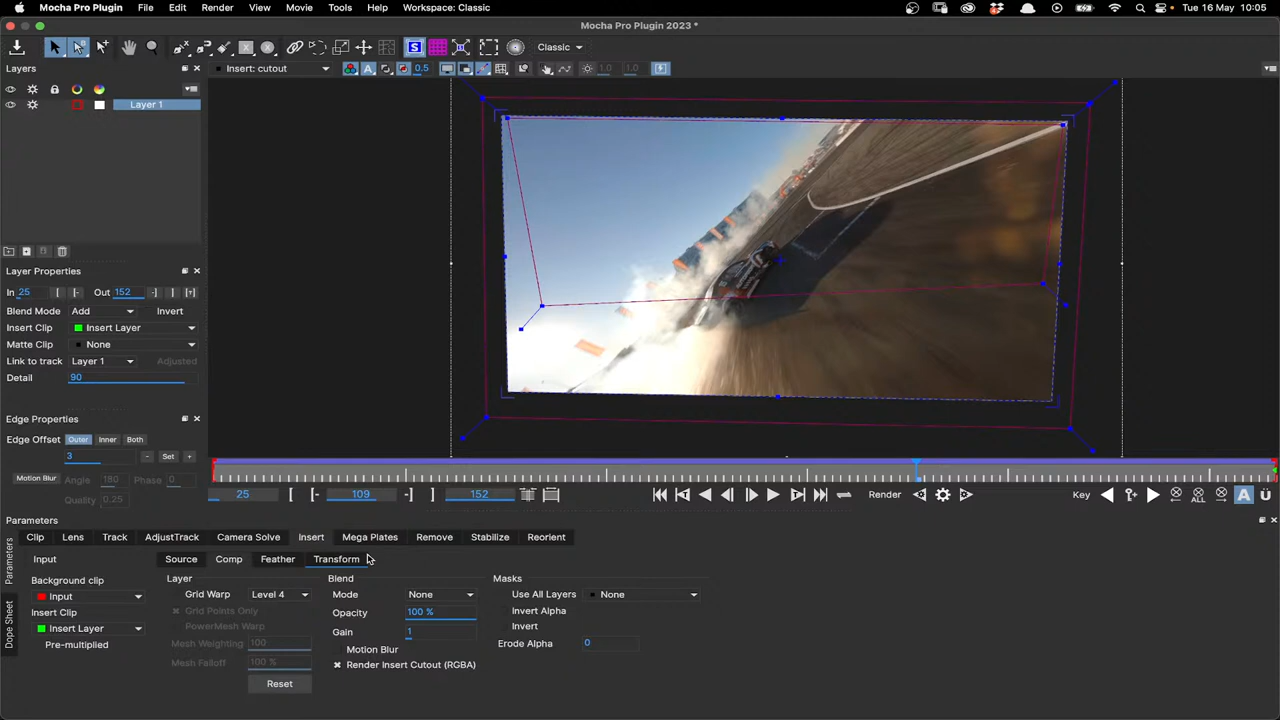 Mocha Pro Plugin File Edit Render View Movie Tools Help Workspace: Classic Tue 16 May 10:05
Mocha Pro Plugin 2023 *
Classic
Layers Insert: cutout 0.5 1.0 1.0
Layer 1
Layer Properties
In 25 Out 152
Blend Mode Add Invert
Insert Clip Insert Layer
Matte Clip None
Link to track Layer 1 Adjusted
Detail 90
Edge Properties
Edge Offset Outer Inner Both
3 - Set +
Motion Blur Angle 180 Phase 0
Quality 0.25
25 109 152 Render Key A
Parameters
Clip Lens Track AdjustTrack Camera Solve Insert Mega Plates Remove Stabilize Reorient
Parameters
Dope Sheet
Input Source Comp Feather Transform
Layer Blend Masks
Background clip
Input
Insert Clip
Insert Layer
Pre-multiplied
Grid Warp Level 4
Grid Points Only
PowerMesh Warp
Mesh Weighting 100
Mesh Falloff 100 %
Reset
Mode None
Opacity 100 %
Gain 1
Motion Blur
Render Insert Cutout (RGBA)
Use All Layers None
Invert Alpha
Invert
Erode Alpha 0